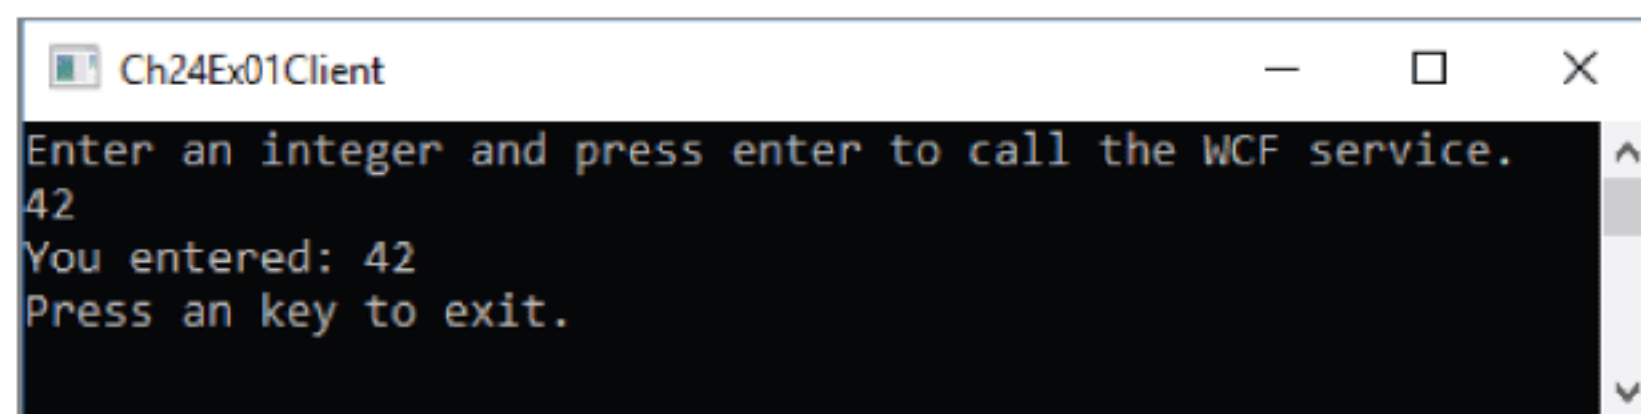 Ch24Ex01Client
Enter an integer and press enter to call the WCF service.
42
You entered: 42
Press an key to exit.